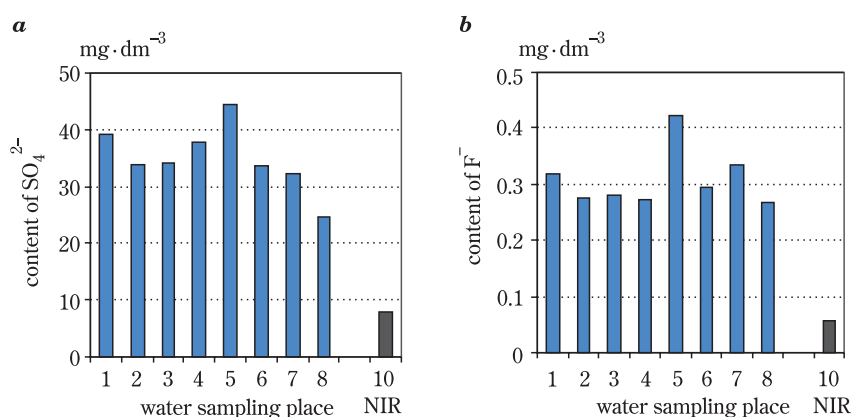 a
mg·dm⁻³
content of SO₄²⁻
50
40
30
20
10
0
1 2 3 4 5 6 7 8 10
water sampling place NIR
b
mg·dm⁻³
content of F⁻
0.5
0.4
0.3
0.2
0.1
0
1 2 3 4 5 6 7 8 10
water sampling place NIR